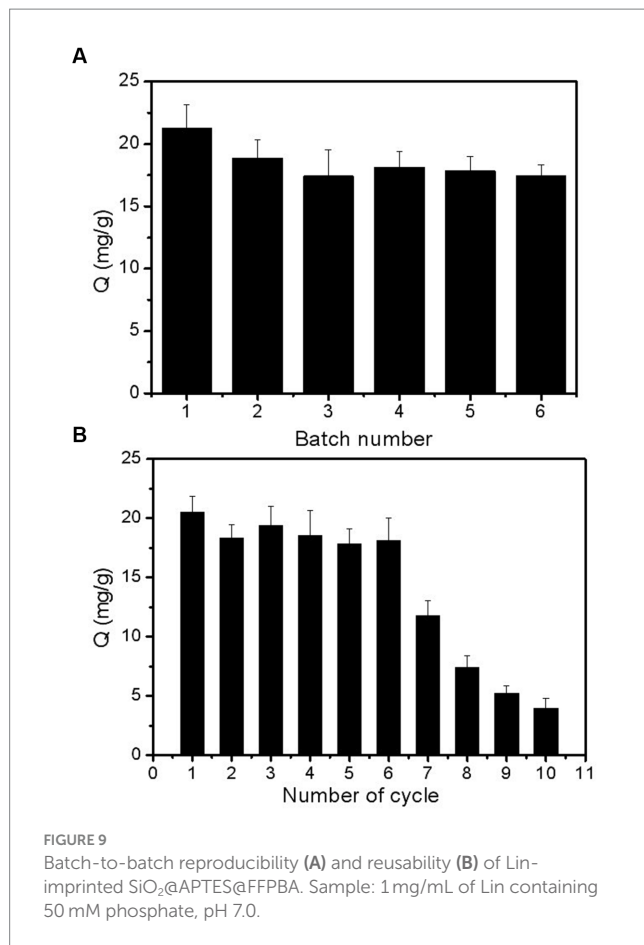 A
25
20
15
10
5
0
Q (mg/g)
1 2 3 4 5 6
Batch number
B
25
20
15
10
5
0
Q (mg/g)
0 1 2 3 4 5 6 7 8 9 10 11
Number of cycle
FIGURE 9
Batch-to-batch reproducibility (A) and reusability (B) of Lin-
imprinted SiO₂@APTES@FFPBA. Sample: 1 mg/mL of Lin containing
50 mM phosphate, pH 7.0.